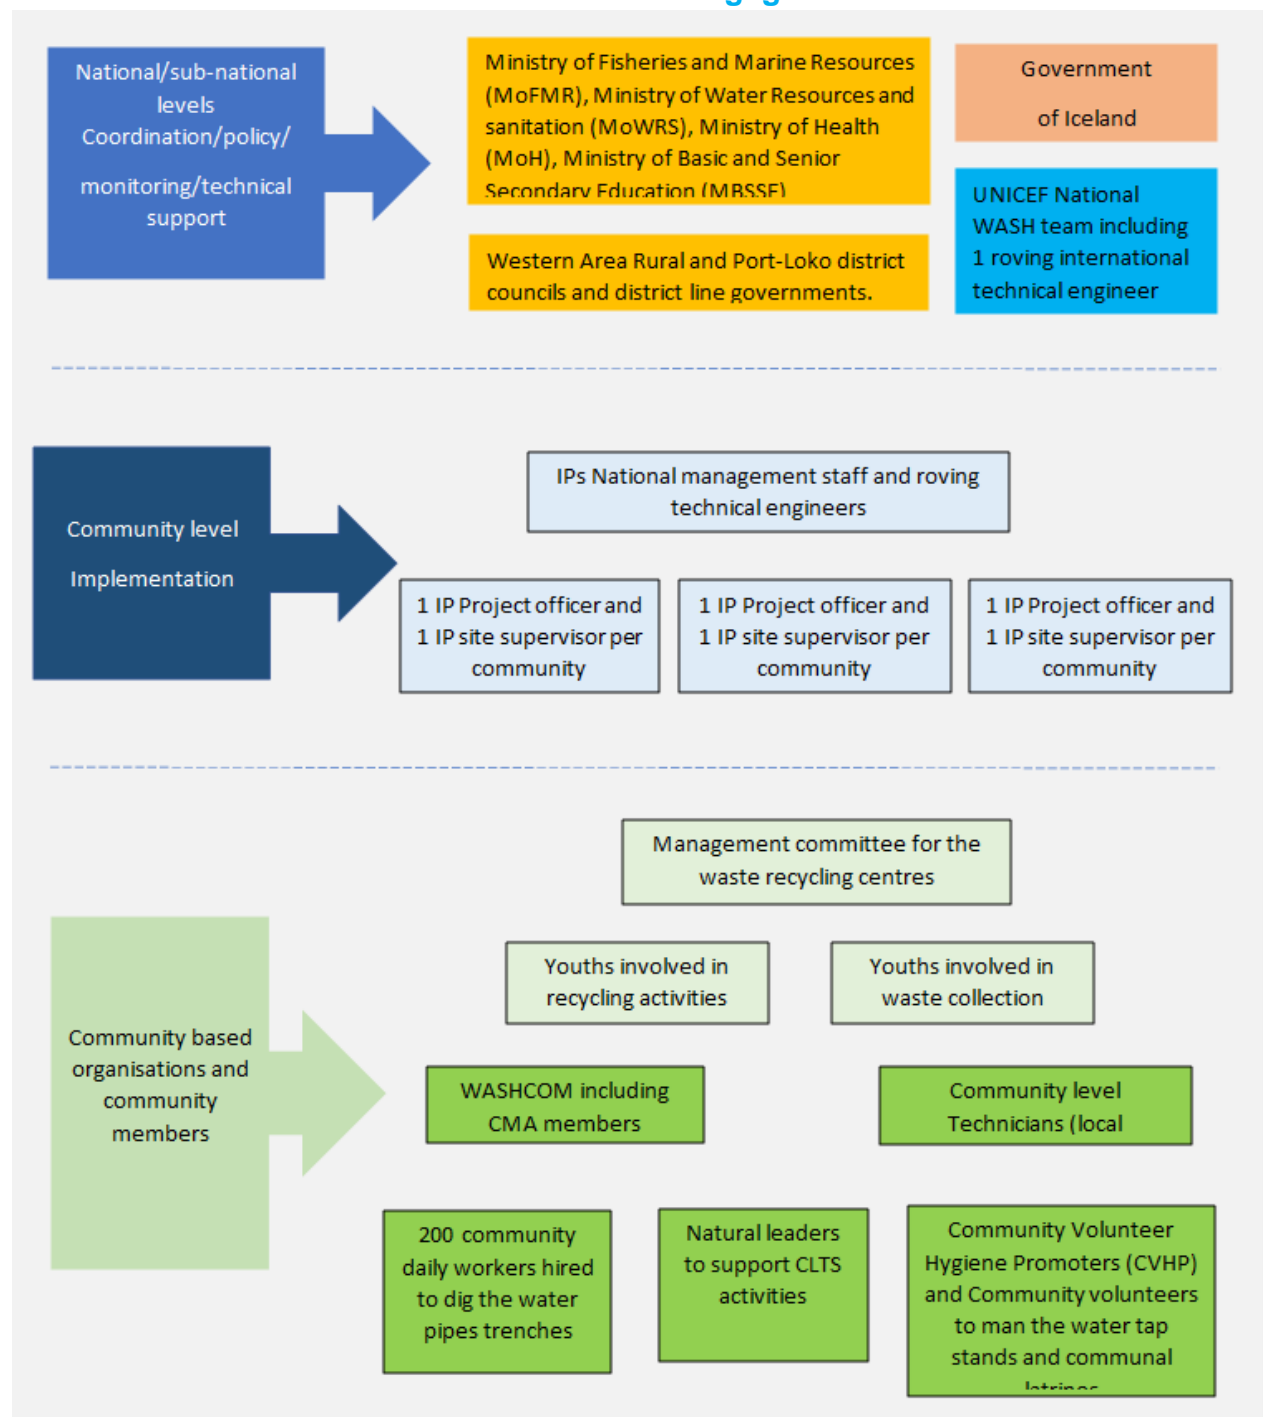 National/sub-national
levels
Coordination/policy/
monitoring/technical
support
Ministry of Fisheries and Marine Resources
(MoFMR), Ministry of Water Resources and
sanitation (MoWRS), Ministry of Health
(MoH), Ministry of Basic and Senior
Secondary Education (MBSSE)
Western Area Rural and Port-Loko district
councils and district line governments.
Government
of Iceland
UNICEF National
WASH team including
1 roving international
technical engineer
Community level
Implementation
IPs National management staff and roving
technical engineers
1 IP Project officer and
1 IP site supervisor per
community
1 IP Project officer and
1 IP site supervisor per
community
1 IP Project officer and
1 IP site supervisor per
community
Community based
organisations and
community
members
Management committee for the
waste recycling centres
Youths involved in
recycling activities
Youths involved in
waste collection
WASHCOM including
CMA members
Community level
Technicians (local
200 community
daily workers hired
to dig the water
pipes trenches
Natural leaders
to support CLTS
activities
Community Volunteer
Hygiene Promoters (CVHP)
and Community volunteers
to man the water tap
stands and communal
latrines